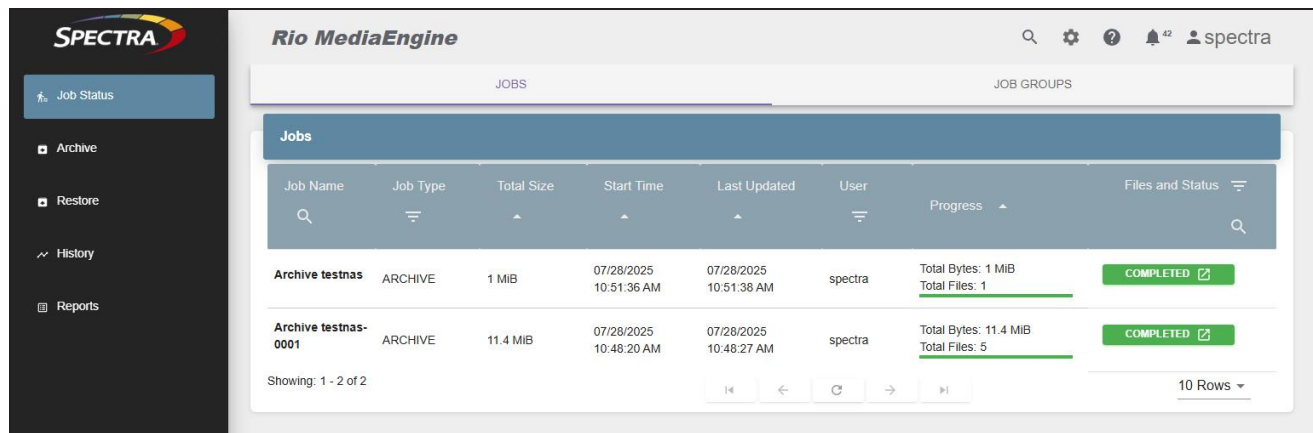 SPECTRA
Rio MediaEngine
42
spectra
Job Status
Archive
Restore
History
Reports
JOBS
JOB GROUPS
Jobs
Job Name
Job Type
Total Size
Start Time
Last Updated
User
Progress
Files and Status
Archive testnas
ARCHIVE
1 MiB
07/28/2025
10:51:36 AM
07/28/2025
10:51:38 AM
spectra
Total Bytes: 1 MiB
Total Files: 1
COMPLETED
Archive testnas-
0001
ARCHIVE
11.4 MiB
07/28/2025
10:48:20 AM
07/28/2025
10:48:27 AM
spectra
Total Bytes: 11.4 MiB
Total Files: 5
COMPLETED
Showing: 1 - 2 of 2
10 Rows